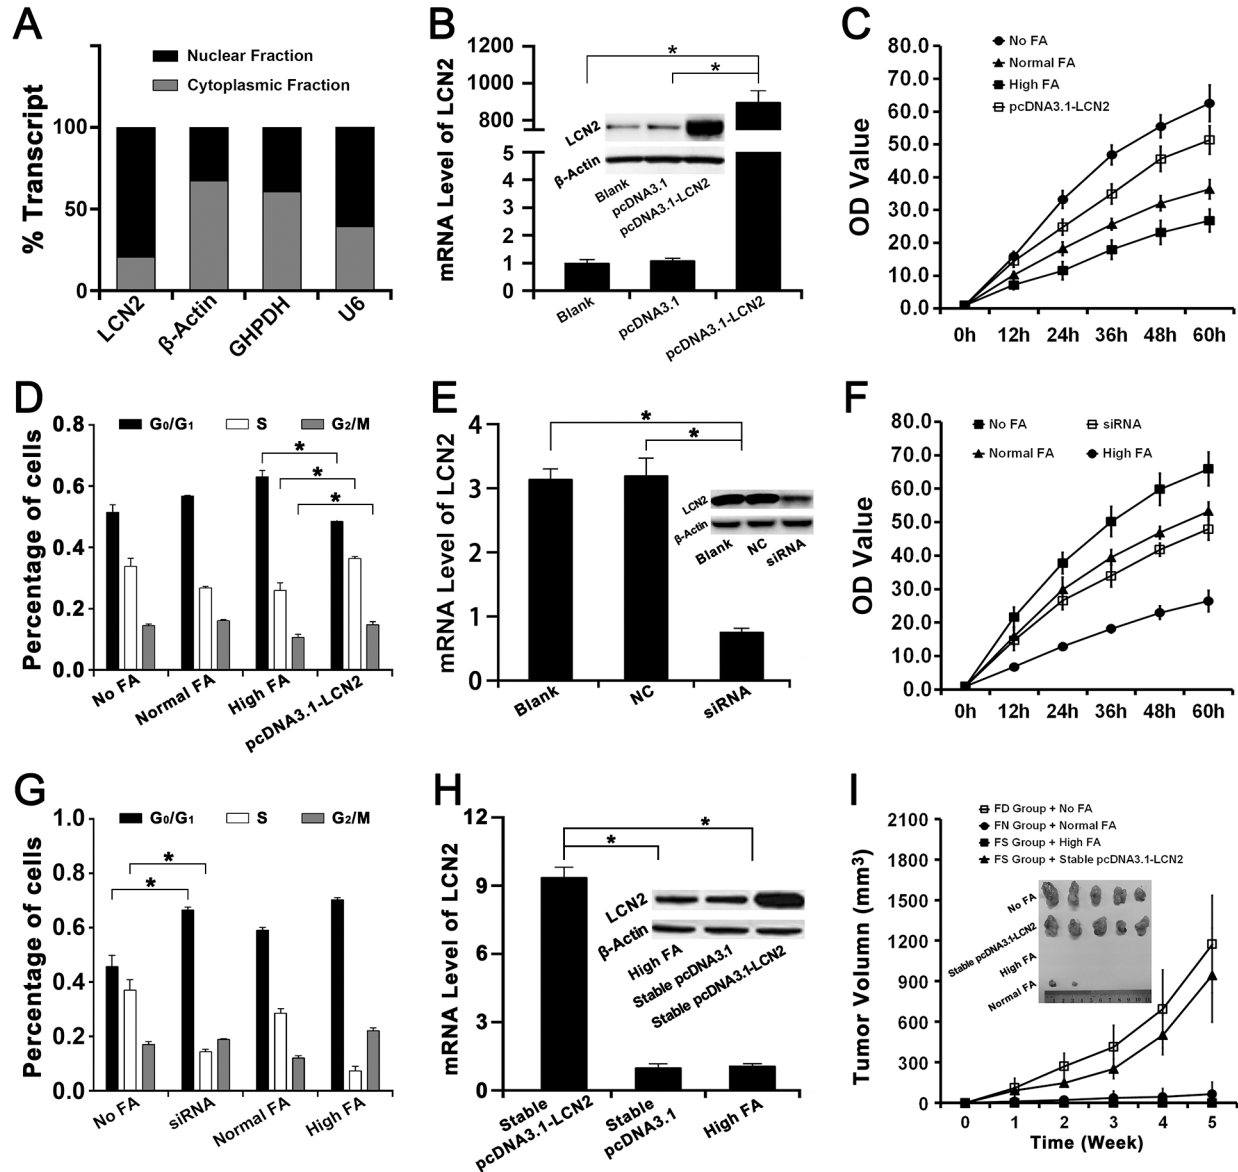 A
Nuclear Fraction
Cytoplasmic Fraction
% Transcript
100
50
0
LCN2
β-Actin
GHPDH
U6
B
mRNA Level of LCN2
1200
1000
800
5
4
3
2
1
0
*
*
LCN2
β-Actin
Blank
pcDNA3.1
pcDNA3.1-LCN2
Blank
pcDNA3.1
pcDNA3.1-LCN2
C
No FA
Normal FA
High FA
pcDNA3.1-LCN2
OD Value
80.0
70.0
60.0
50.0
40.0
30.0
20.0
10.0
0.0
0h 12h 24h 36h 48h 60h
D
G0/G1 S G2/M
Percentage of cells
0.8
0.6
0.4
0.2
0.0
*
*
*
No FA
Normal FA
High FA
pcDNA3.1-LCN2
E
mRNA Level of LCN2
4
3
2
1
0
*
*
LCN2
β-Actin
Blank
NC
siRNA
Blank
NC
siRNA
F
No FA siRNA
Normal FA High FA
OD Value
80.0
70.0
60.0
50.0
40.0
30.0
20.0
10.0
0.0
0h 12h 24h 36h 48h 60h
G
G0/G1 S G2/M
Percentage of cells
1.0
0.8
0.6
0.4
0.2
0.0
*
*
No FA
siRNA
Normal FA
High FA
H
mRNA Level of LCN2
12
9
6
3
0
*
*
LCN2
β-Actin
High FA
Stable pcDNA3.1
Stable pcDNA3.1-LCN2
Stable
pcDNA3.1-LCN2
Stable
pcDNA3.1
High FA
I
FD Group + No FA
FN Group + Normal FA
FS Group + High FA
FS Group + Stable pcDNA3.1-LCN2
Tumor Volumn (mm3)
2100
1800
1500
1200
900
600
300
0
No FA
Stable pcDNA3.1-LCN2
High FA
Normal FA
0 1 2 3 4 5
Time (Week)